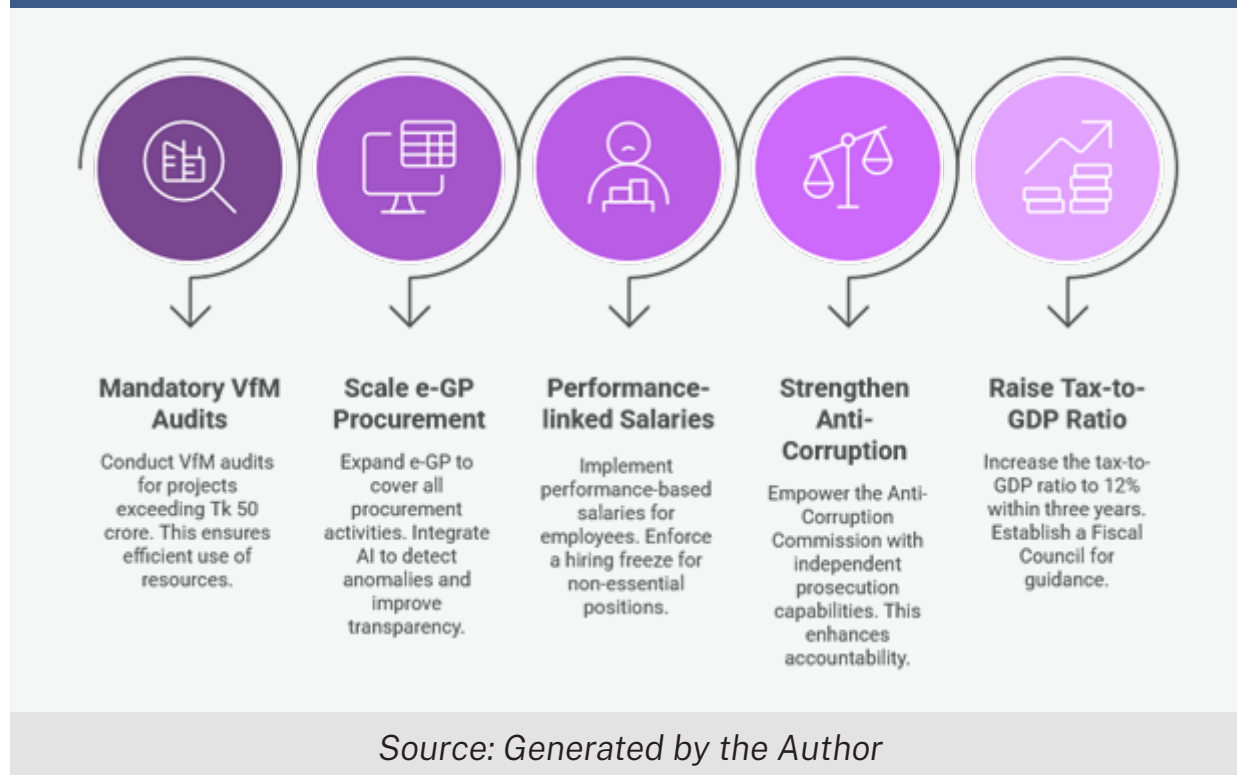 Mandatory VfM
Audits
Conduct VfM audits
for projects
exceeding Tk 50
crore. This ensures
efficient use of
resources.
Scale e-GP
Procurement
Expand e-GP to
cover all
procurement
activities. Integrate
AI to detect
anomalies and
improve
transparency.
Performance-
linked Salaries
Implement
performance-based
salaries for
employees. Enforce
a hiring freeze for
non-essential
positions.
Strengthen
Anti-
Corruption
Empower the Anti-
Corruption
Commission with
independent
prosecution
capabilities. This
enhances
accountability.
Raise Tax-to-
GDP Ratio
Increase the tax-to-
GDP ratio to 12%
within three years.
Establish a Fiscal
Council for
guidance.
Source: Generated by the Author